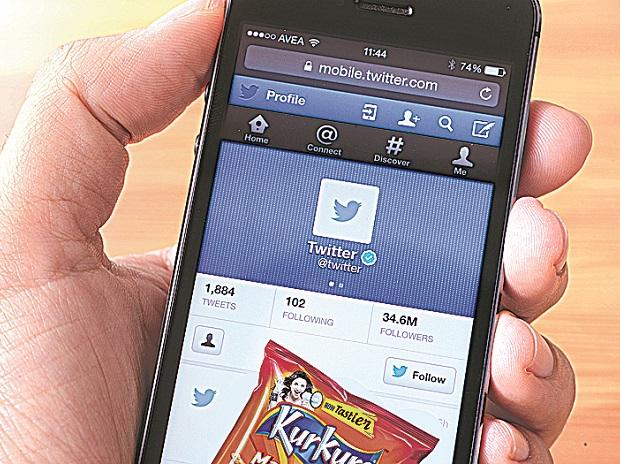 AVEA
11:44
74%
mobile.twitter.com
Profile
Home
@
Connect
#
Discover
Me
Twitter
@twitter
1,884
TWEETS
102
FOLLOWING
34.6M
FOLLOWERS
Follow
Tastier
Kurkure